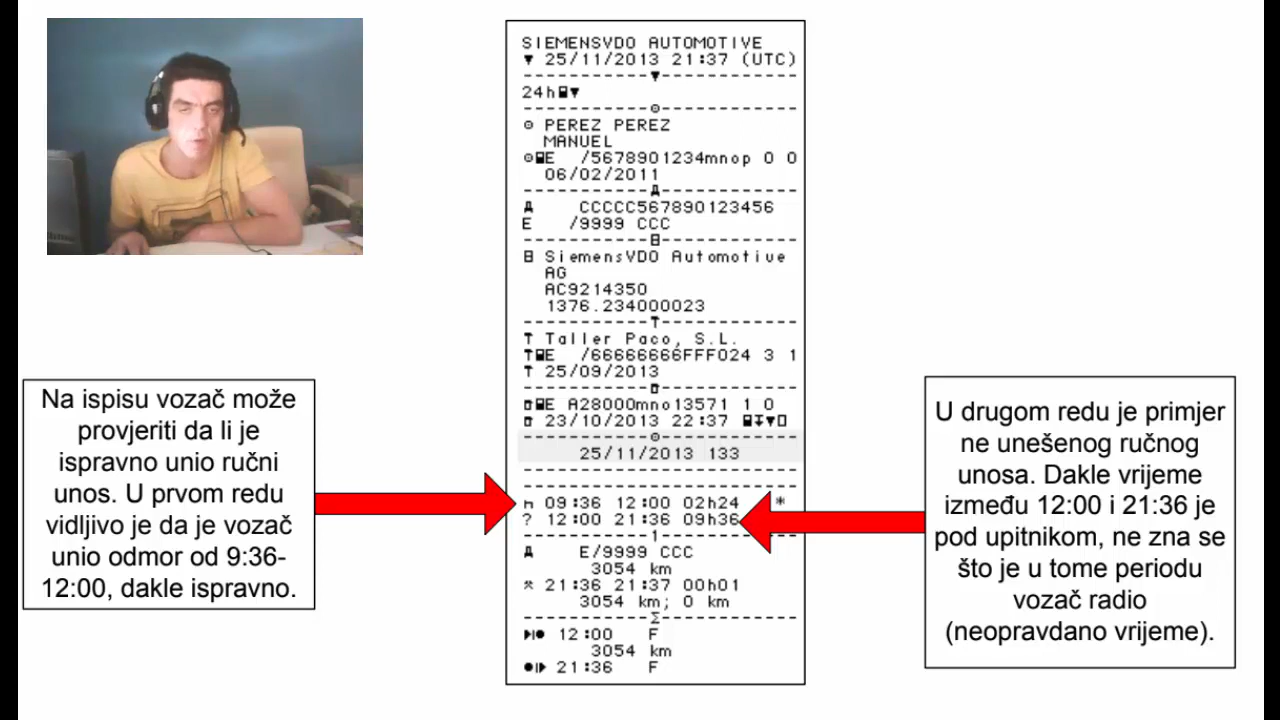 SIEMENSVDO AUTOMOTIVE
▼ 25/11/2013 21:37 (UTC)
24h▼
PEREZ PEREZ
MANUEL
E /5678901234mnop 0 0
06/02/2011
A CCCCC567890123456
E /9999 CCC
B SiemensVDO Automotive
AG
AC9214350
1376.234000023
T Taller Paco, S.L.
T E /66666666FFF024 3 1
T 25/09/2013
E A28000mno13571 1 0
23/10/2013 22:37
25/11/2013 133
09:36 12:00 02h24 *
? 12:00 21:36 09h36
1
A E/9999 CCC
3054 km
21:36 21:37 00h01
3054 km; 0 km
Σ
12:00 F
3054 km
21:36 F
Na ispisu vozač može
provjeriti da li je
ispravno unio ručni
unos. U prvom redu
vidljivo je da je vozač
unio odmor od 9:36-
12:00, dakle ispravno.
U drugom redu je primjer
ne unešenog ručnog
unosa. Dakle vrijeme
između 12:00 i 21:36 je
pod upitnikom, ne zna se
što je u tome periodu
vozač radio
(neopravdano vrijeme).